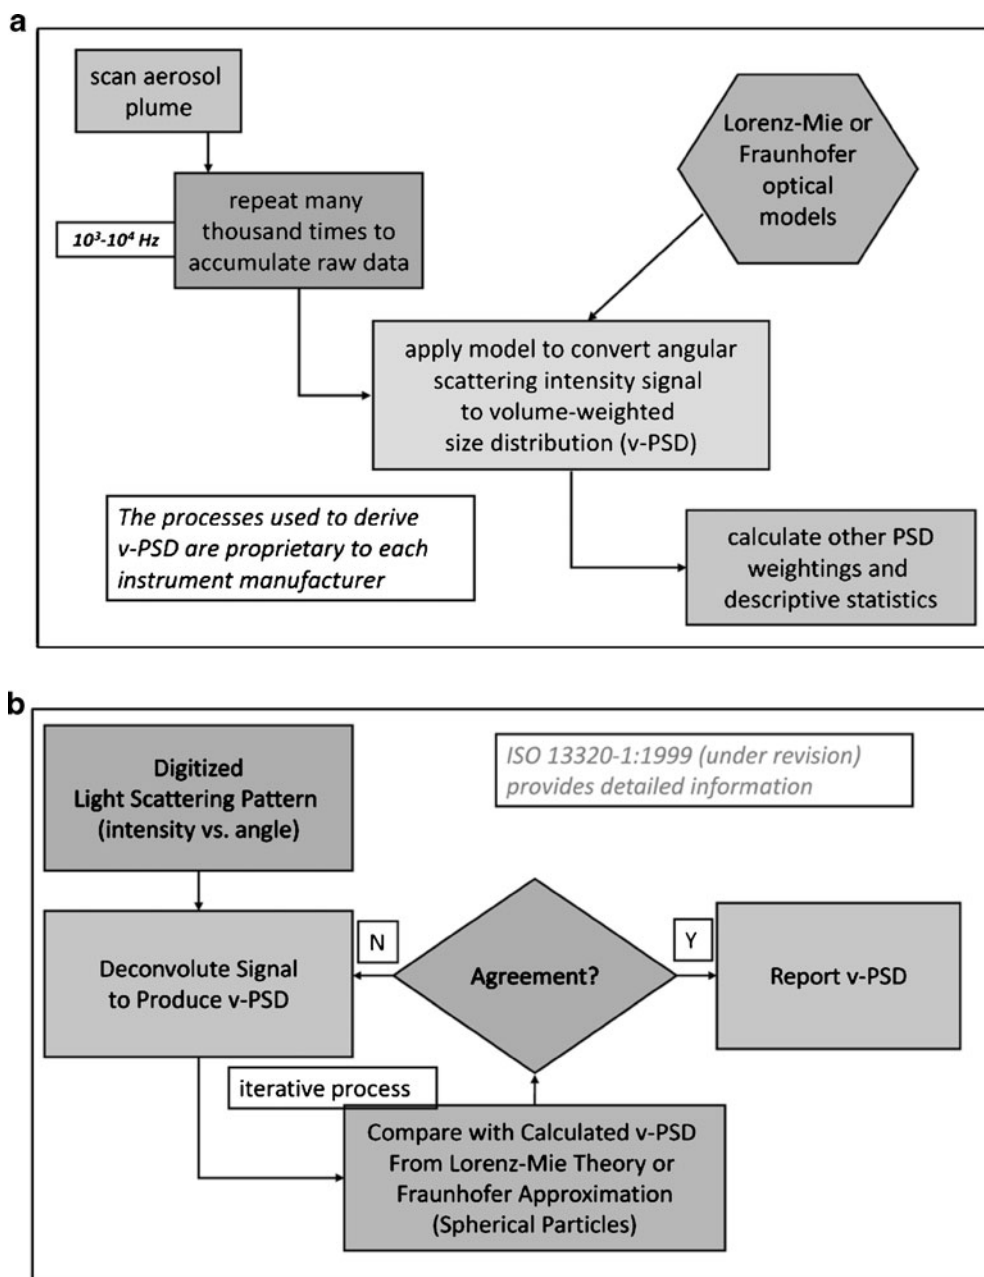 a
scan aerosol
plume
repeat many
thousand times to
accumulate raw data
10³-10⁴ Hz
Lorenz-Mie or
Fraunhofer
optical
models
apply model to convert angular
scattering intensity signal
to volume-weighted
size distribution (v-PSD)
The processes used to derive
v-PSD are proprietary to each
instrument manufacturer
calculate other PSD
weightings and
descriptive statistics
b
Digitized
Light Scattering Pattern
(intensity vs. angle)
ISO 13320-1:1999 (under revision)
provides detailed information
Deconvolute Signal
to Produce v-PSD
N
Agreement?
Y
Report v-PSD
iterative process
Compare with Calculated v-PSD
From Lorenz-Mie Theory or
Fraunhofer Approximation
(Spherical Particles)